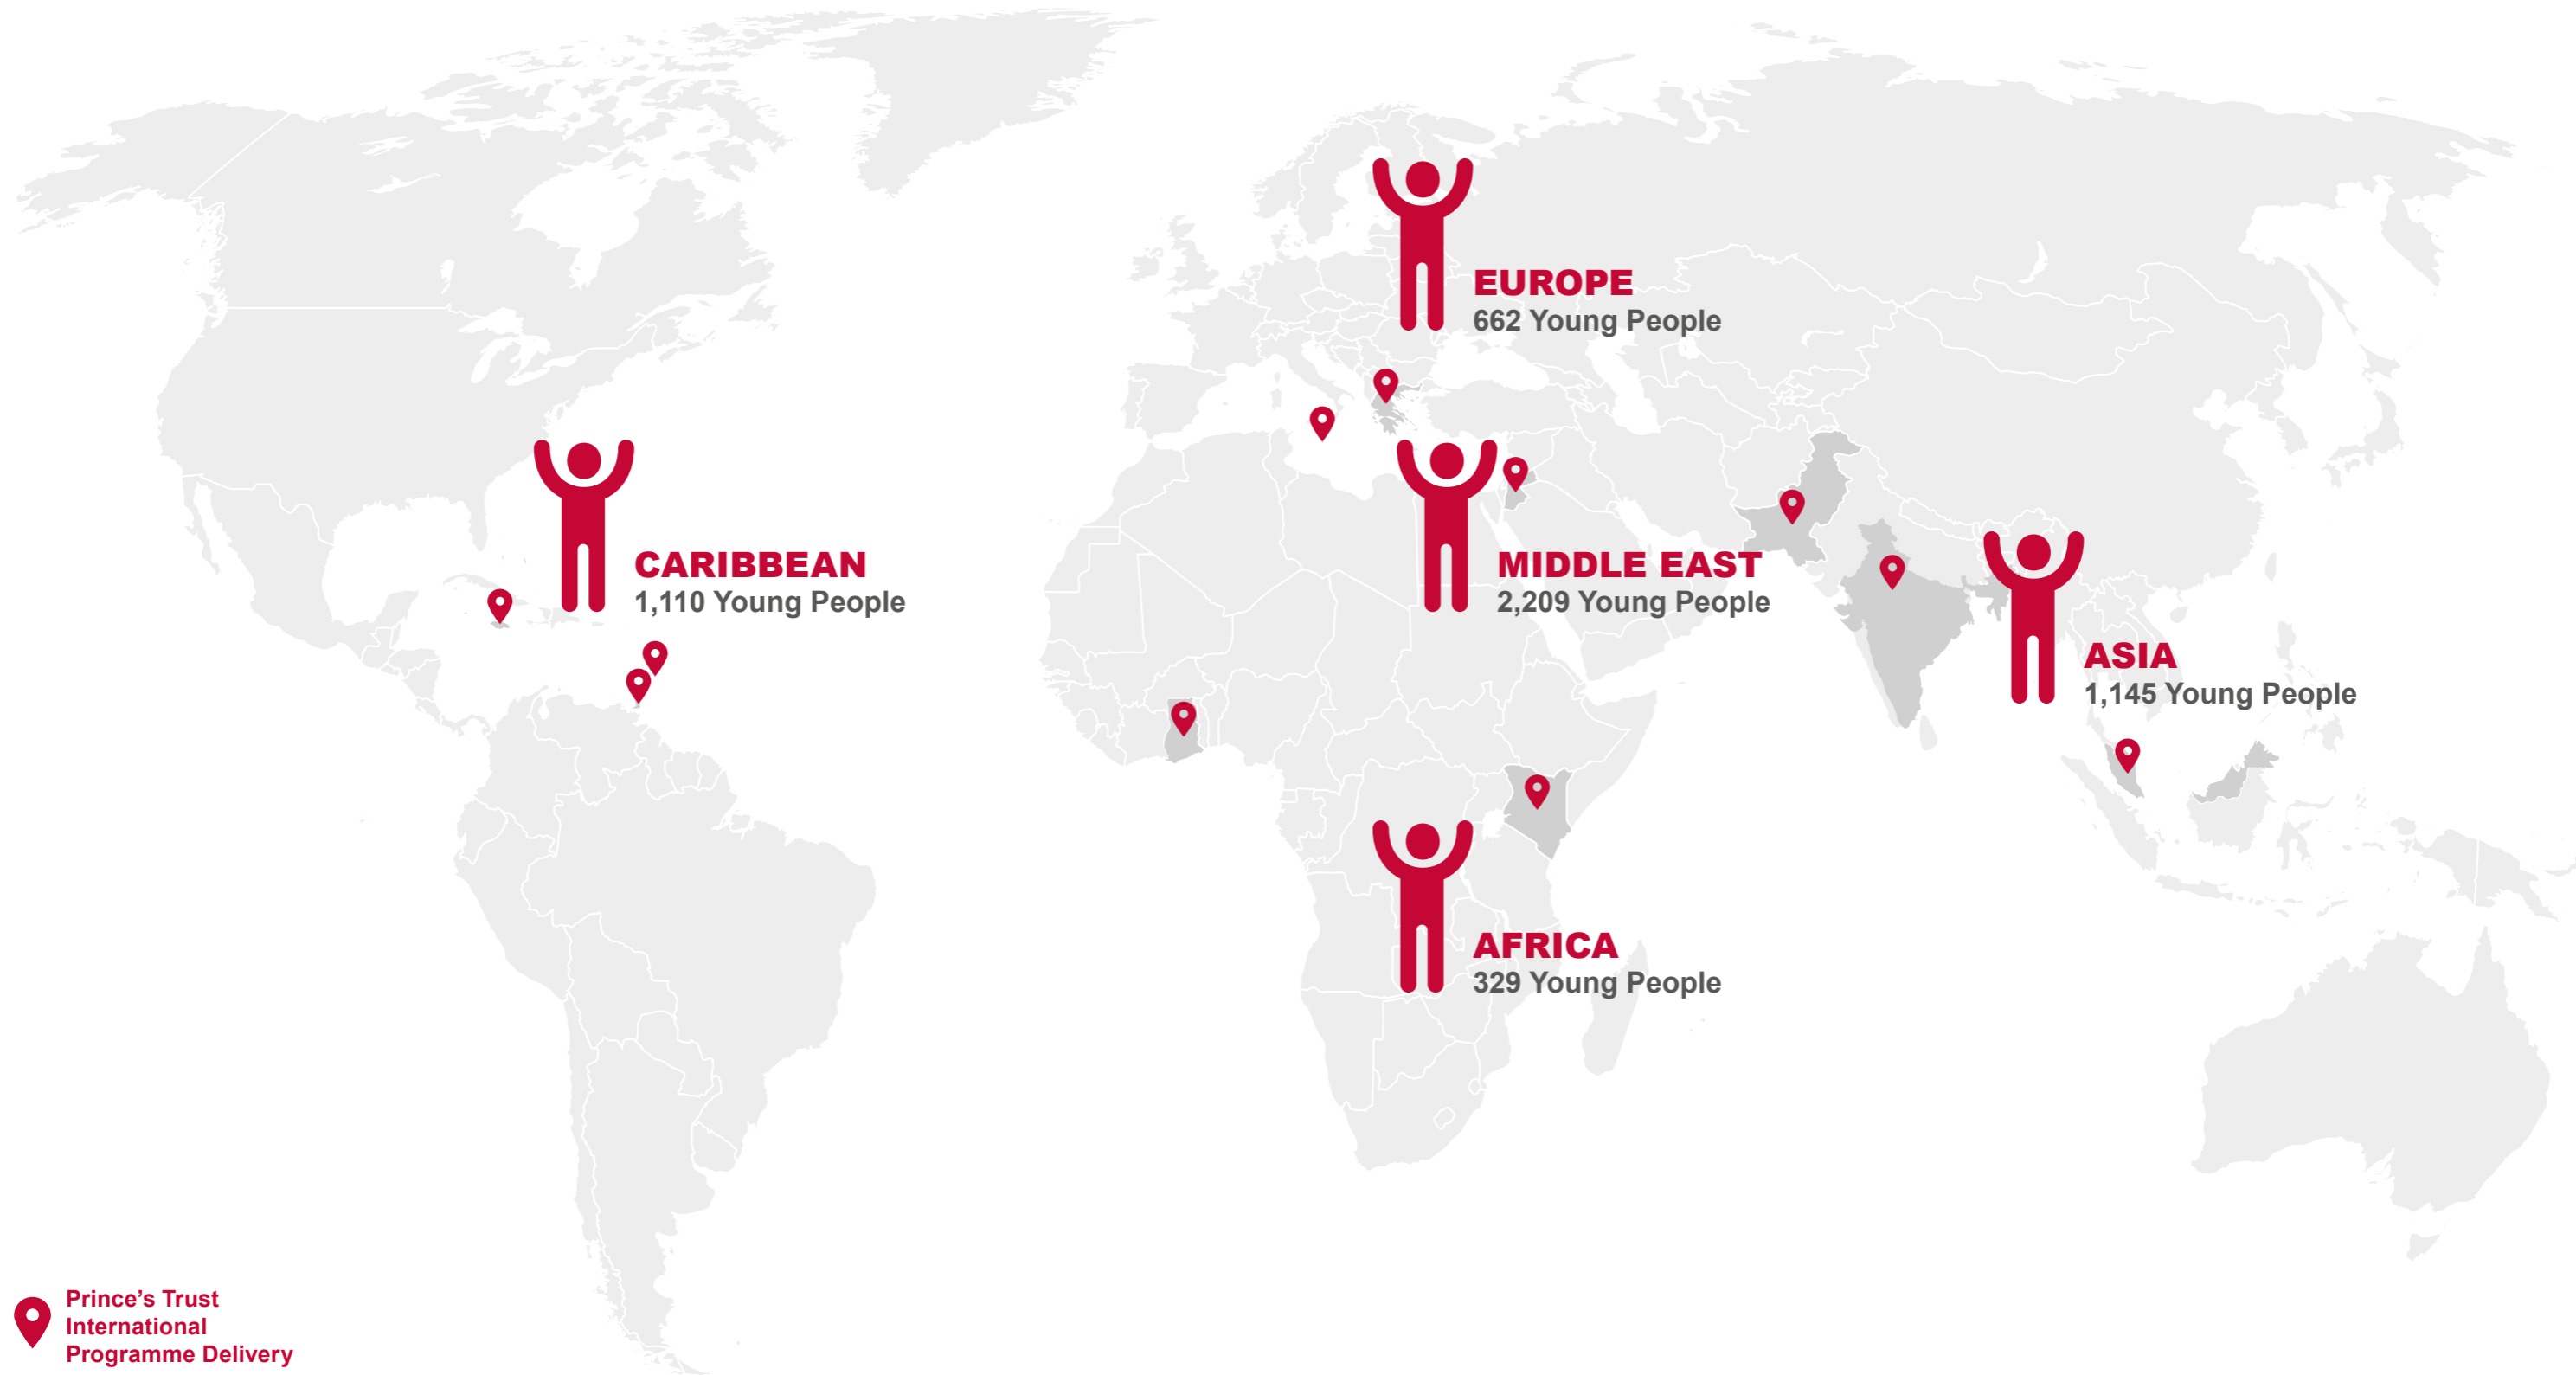 EUROPE
662 Young People
CARIBBEAN
1,110 Young People
MIDDLE EAST
2,209 Young People
ASIA
1,145 Young People
AFRICA
329 Young People
Prince’s Trust
International
Programme Delivery